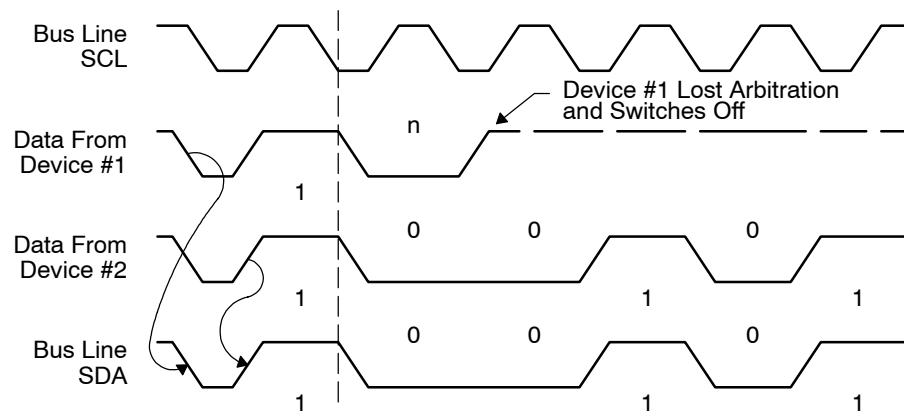 Bus Line
SCL
Device #1 Lost Arbitration
and Switches Off
n
Data From
Device #1
1
0 0 0
Data From
Device #2
1 1 1
0 0 0
Bus Line
SDA
1 1 1